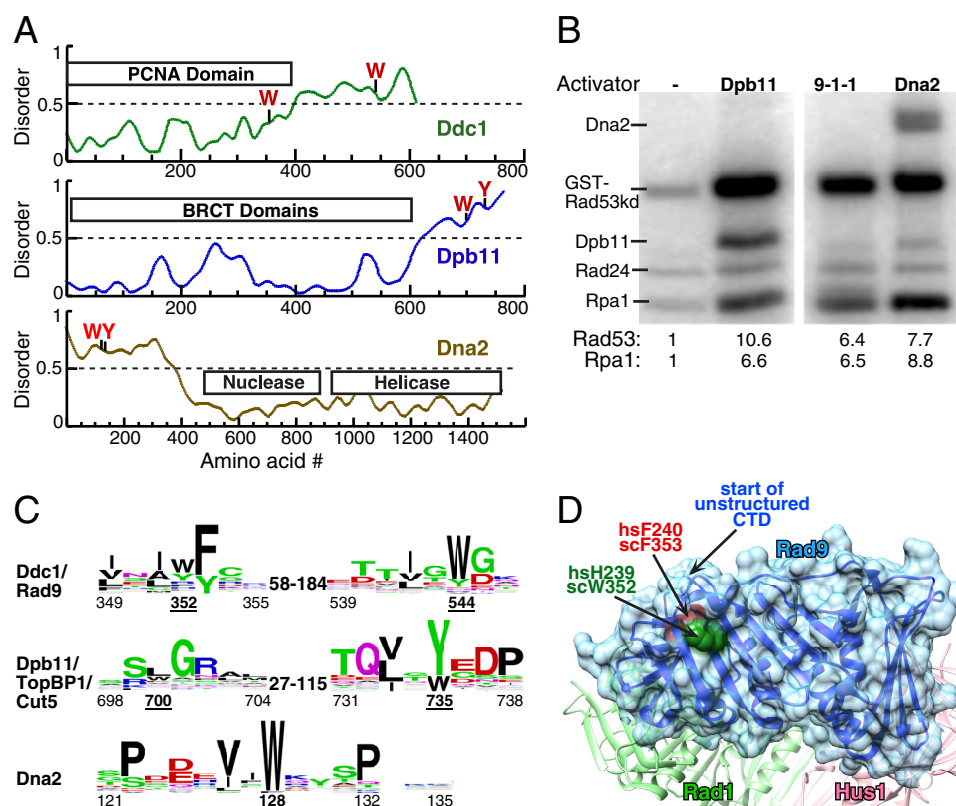 A
1
Disorder
0.5
0
PCNA Domain
W
W
Ddc1
200
400
600
800
1
Disorder
0.5
0
BRCT Domains
W
Y
Dpb11
200
400
600
800
1
Disorder
0.5
0
WY
Dna2
Nuclease
Helicase
200
400
600
800
1000
1200
1400
Amino acid #
B
Activator - Dpb11 9-1-1 Dna2
Dna2
GST-
Rad53kd
Dpb11
Rad24
Rpa1
Rad53: 1 10.6 6.4 7.7
Rpa1: 1 6.6 6.5 8.8
C
Ddc1/
Rad9
349 352 355 58-184 539 544
W F
Y
W G
Dpb11/
TopBP1/
Cut5
698 700 704 27-115 731 735 738
S L G R
T Q V Y E D P
W
Dna2
121 128 132 135
P V W K Y S P
D
start of
unstructured
CTD
hsF240
scF353
Rad9
hsH239
scW352
Rad1
Hus1